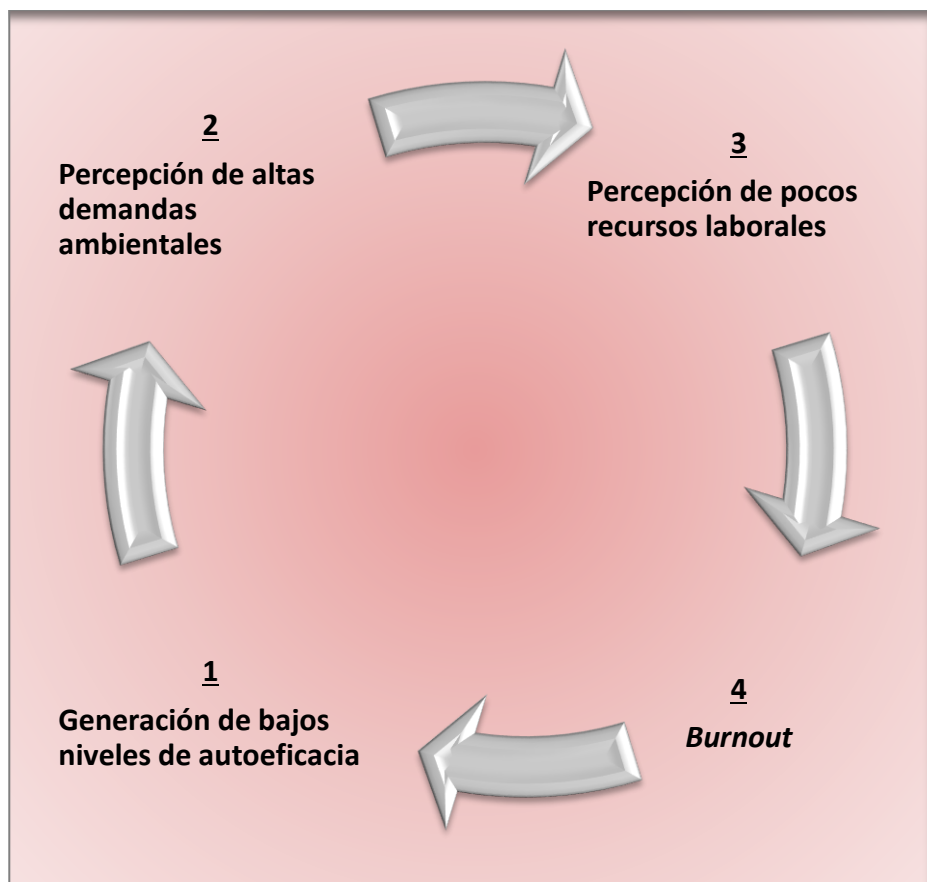 2
Percepción de altas
demandas
ambientales
3
Percepción de pocos
recursos laborales
1
Generación de bajos
niveles de autoeficacia
4
Burnout